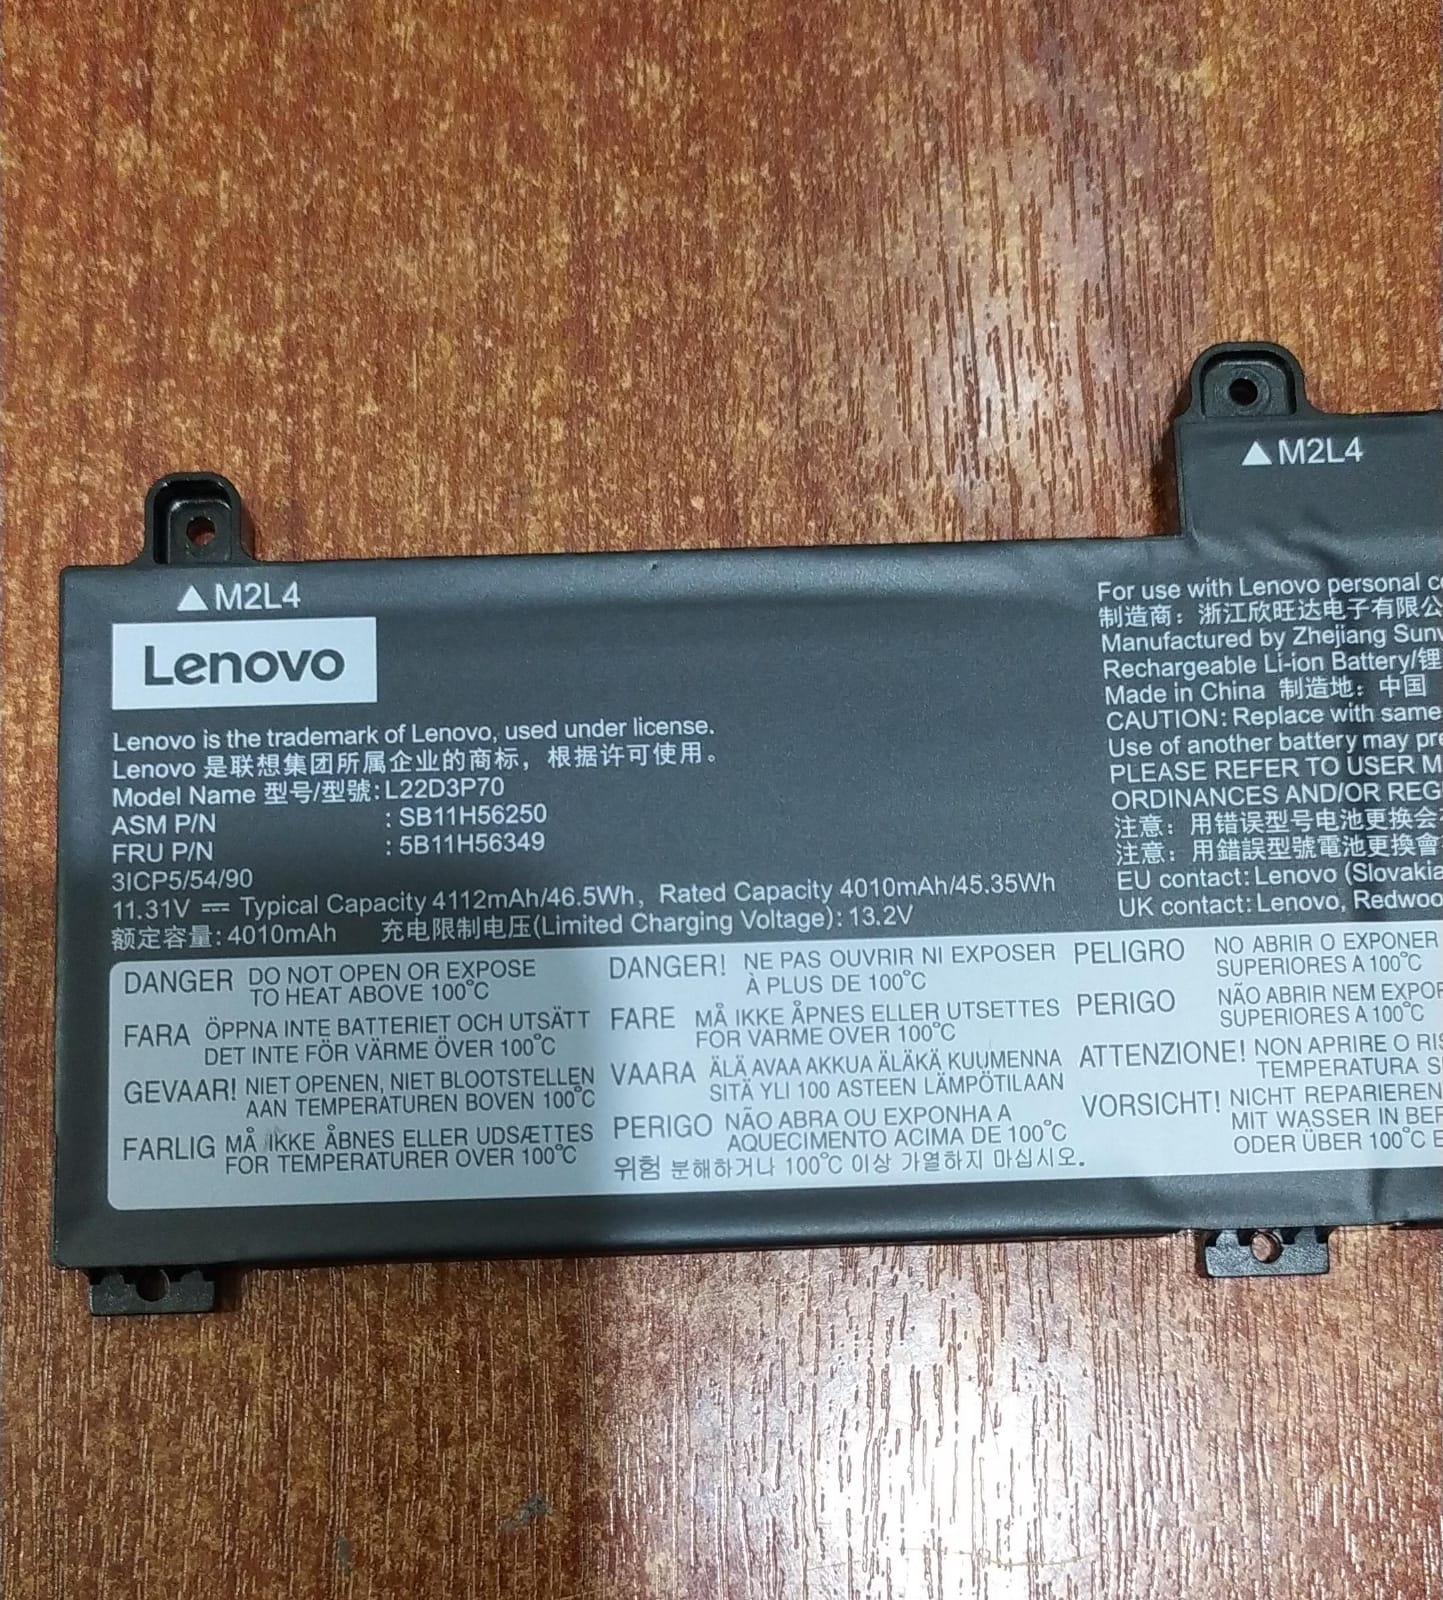 ▲M2L4
▲M2L4
Lenovo
Lenovo is the trademark of Lenovo, used under license.
Lenovo 是联想集团所属企业的商标，根据许可使用。
Model Name 型号/型號: L22D3P70
ASM P/N : SB11H56250
FRU P/N : 5B11H56349
3ICP5/54/90
11.31V ⎓ Typical Capacity 4112mAh/46.5Wh, Rated Capacity 4010mAh/45.35Wh
额定容量: 4010mAh 充电限制电压(Limited Charging Voltage): 13.2V
For use with Lenovo personal
制造商：浙江欣旺达电子有限公
Manufactured by Zhejiang
Rechargeable Li-ion Battery/锂
Made in China 制造地：中国
CAUTION: Replace with same
Use of another battery may
PLEASE REFER TO USER
ORDINANCES AND/OR
注意：用错误型号电池更换会
注意：用錯誤型號電池更換會
EU contact: Lenovo (Slovakia
UK contact: Lenovo,
DANGER DO NOT OPEN OR EXPOSE
TO HEAT ABOVE 100°C
FARA ÖPPNA INTE BATTERIET OCH UTSÄTT
DET INTE FÖR VÄRME ÖVER 100°C
GEVAAR! NIET OPENEN, NIET BLOOTSTELLEN
AAN TEMPERATUREN BOVEN 100°C
FARLIG MÅ IKKE ÅBNES ELLER UDSÆTTES
FOR TEMPERATURER OVER 100°C
DANGER! NE PAS OUVRIR NI EXPOSER
À PLUS DE 100°C
FARE MÅ IKKE ÅPNES ELLER UTSETTES
FOR VARME OVER 100°C
VAARA ÄLÄ AVAA AKKUA ÄLÄKÄ KUUMENNA
SITÄ YLI 100 ASTEEN LÄMPÖTILAAN
PERIGO NÃO ABRA OU EXPONHA A
AQUECIMENTO ACIMA DE 100°C
위험 분해하거나 100°C 이상 가열하지 마십시오.
PELIGRO NO ABRIR O EXPONER
SUPERIORES A 100°C
PERIGO NÃO ABRIR NEM
SUPERIORES A 100°C
ATTENZIONE! NON APRIRE O
TEMPERATURA
VORSICHT! NICHT REPARIEREN
MIT WASSER IN
ODER ÜBER 100°C